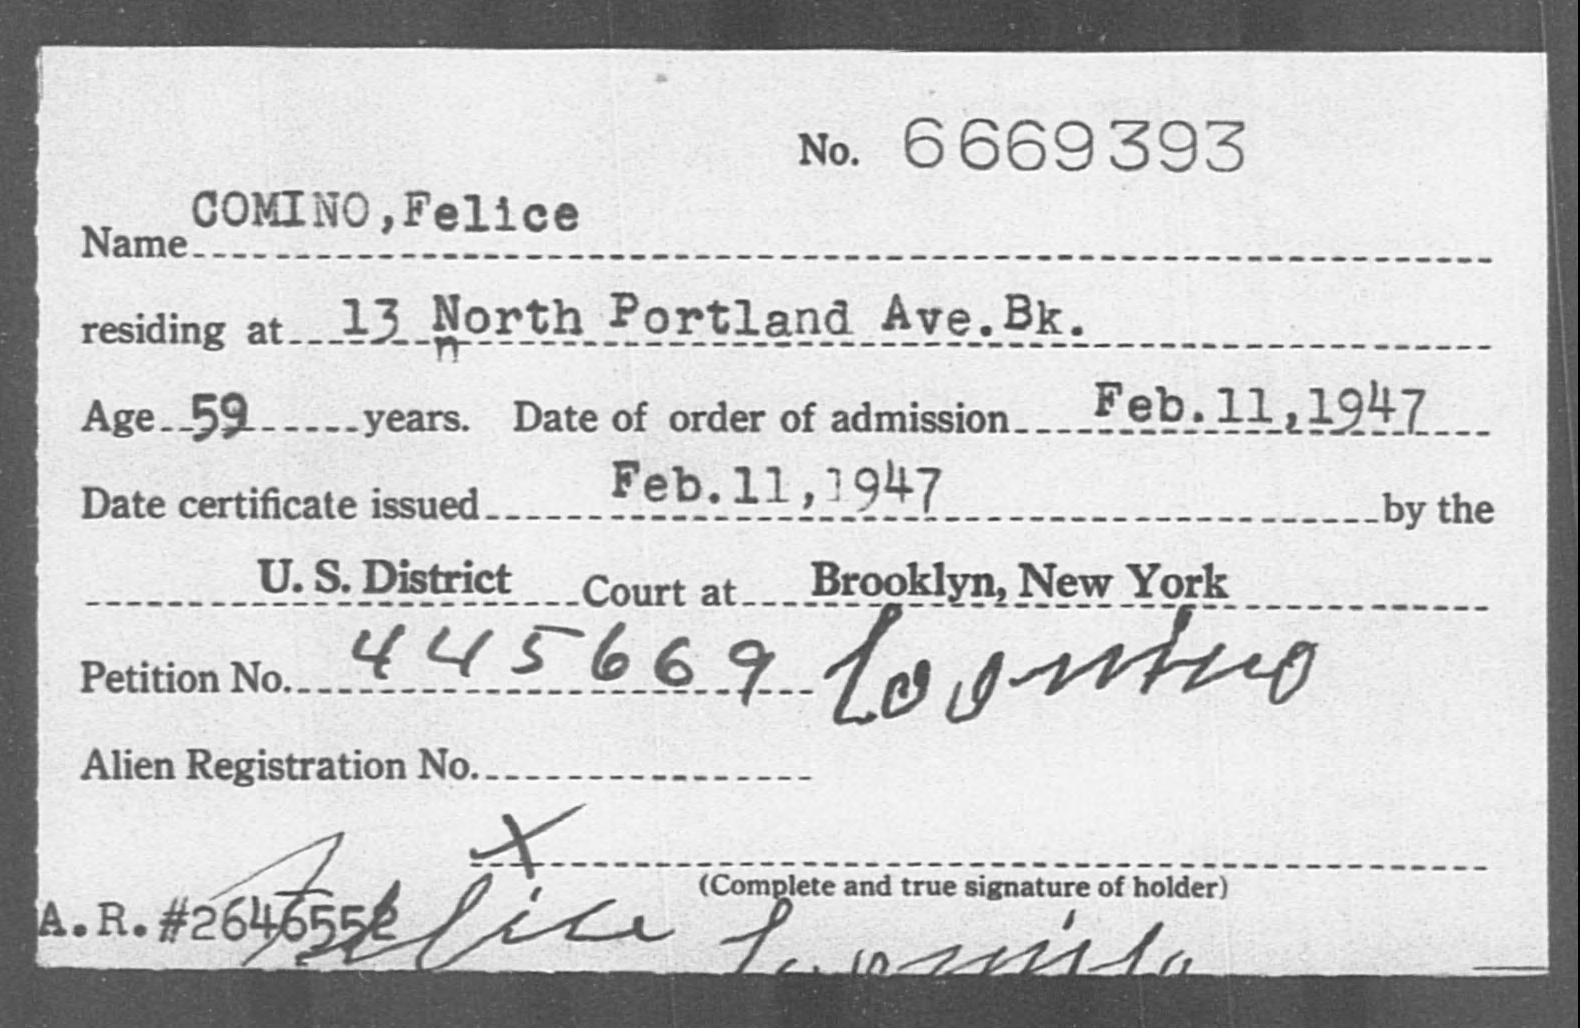 No. 6669393
Name COMINO,Felice
residing at 13 North Portland Ave.Bk.
n
Age 59 years. Date of order of admission Feb.11,1947
Date certificate issued Feb.11,1947 by the
U. S. District Court at Brooklyn, New York
Petition No. 445669
Alien Registration No.
X
(Complete and true signature of holder)
A.R.#2646552 Felice